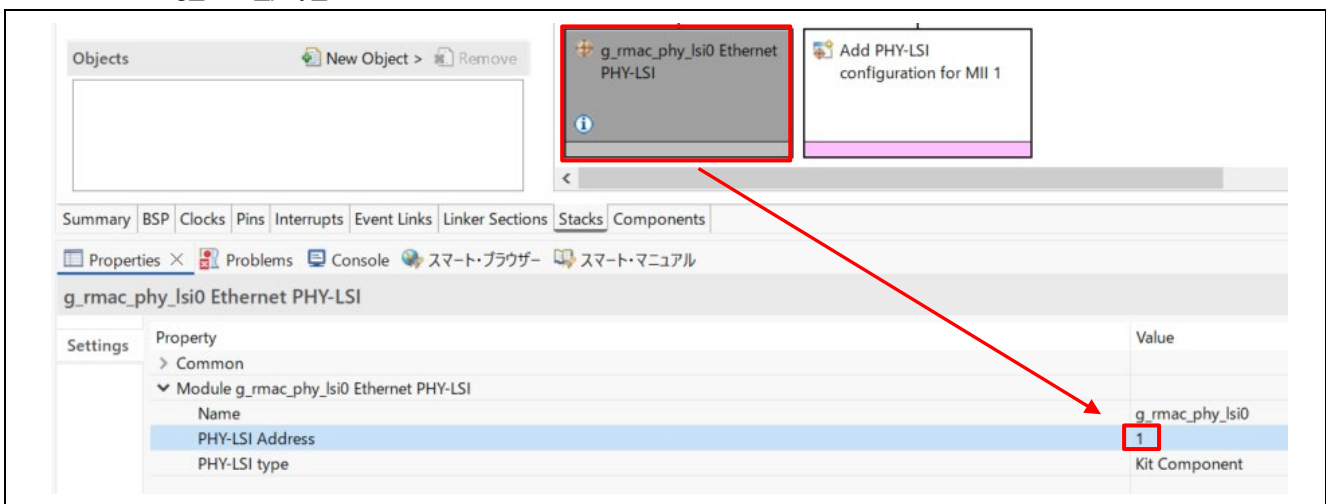 Objects New Object > Remove
g_rmac_phy_lsi0 Ethernet
PHY-LSI
Add PHY-LSI
configuration for MII 1
Summary BSP Clocks Pins Interrupts Event Links Linker Sections Stacks Components
Properties Problems Console スマート・ブラウザー スマート・マニュアル
g_rmac_phy_lsi0 Ethernet PHY-LSI
Settings
Property Value
> Common
Module g_rmac_phy_lsi0 Ethernet PHY-LSI
Name g_rmac_phy_lsi0
PHY-LSI Address 1
PHY-LSI type Kit Component